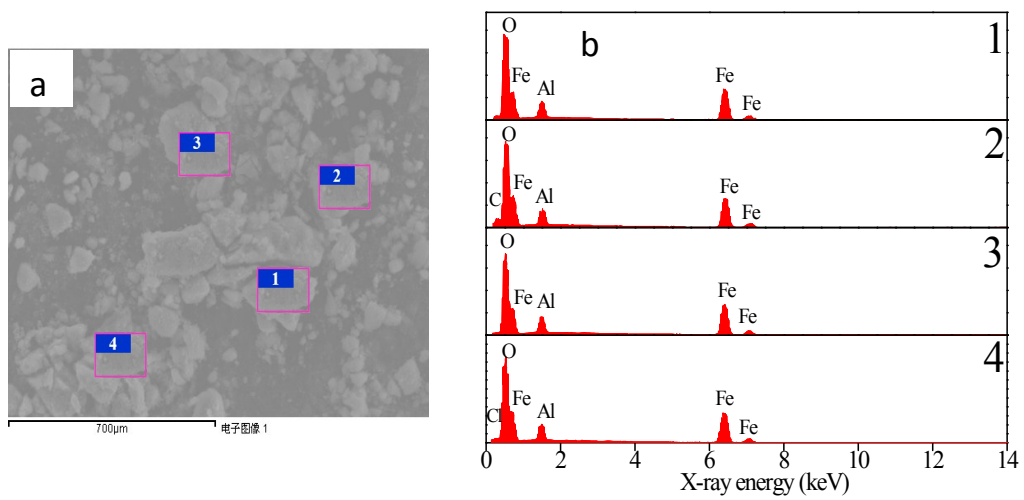 a
3
2
1
4
700μm
电子图像 1
b
1
O
Fe
Al
Fe
Fe
2
O
C
Fe
Al
Fe
Fe
3
O
Fe
Al
Fe
Fe
4
O
Cl
Fe
Al
Fe
Fe
0 2 4 6 8 10 12 14
X-ray energy (keV)